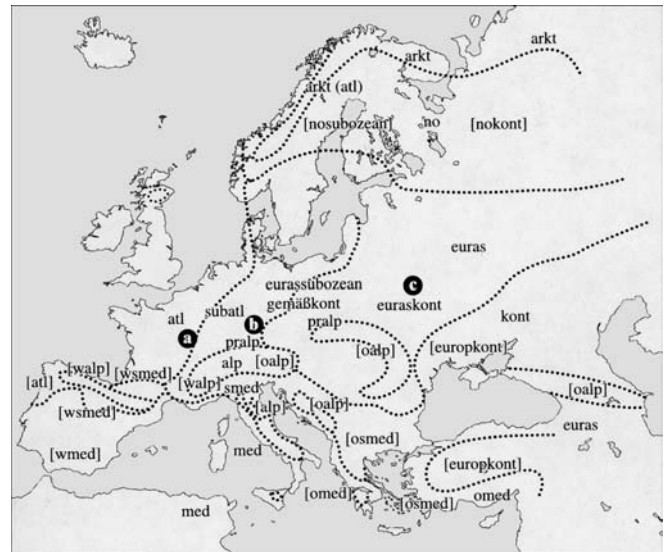 arkt
arkt
arkt (atl)
[nosubozean]
no
[nokont]
euras
eurassubozean
gemäßkont
c
euraskont
subatl
atl
b
a
pralp
pralp
kont
[europkont]
alp
[oalp]
[oalp]
[walp]
[wsmed]
[atl]
[walp]
smed
[oalp]
[wsmed]
[alp]
[oalp]
euras
[osmed]
[wmed]
med
[europkont]
[omed]
omed
[osmed]
med